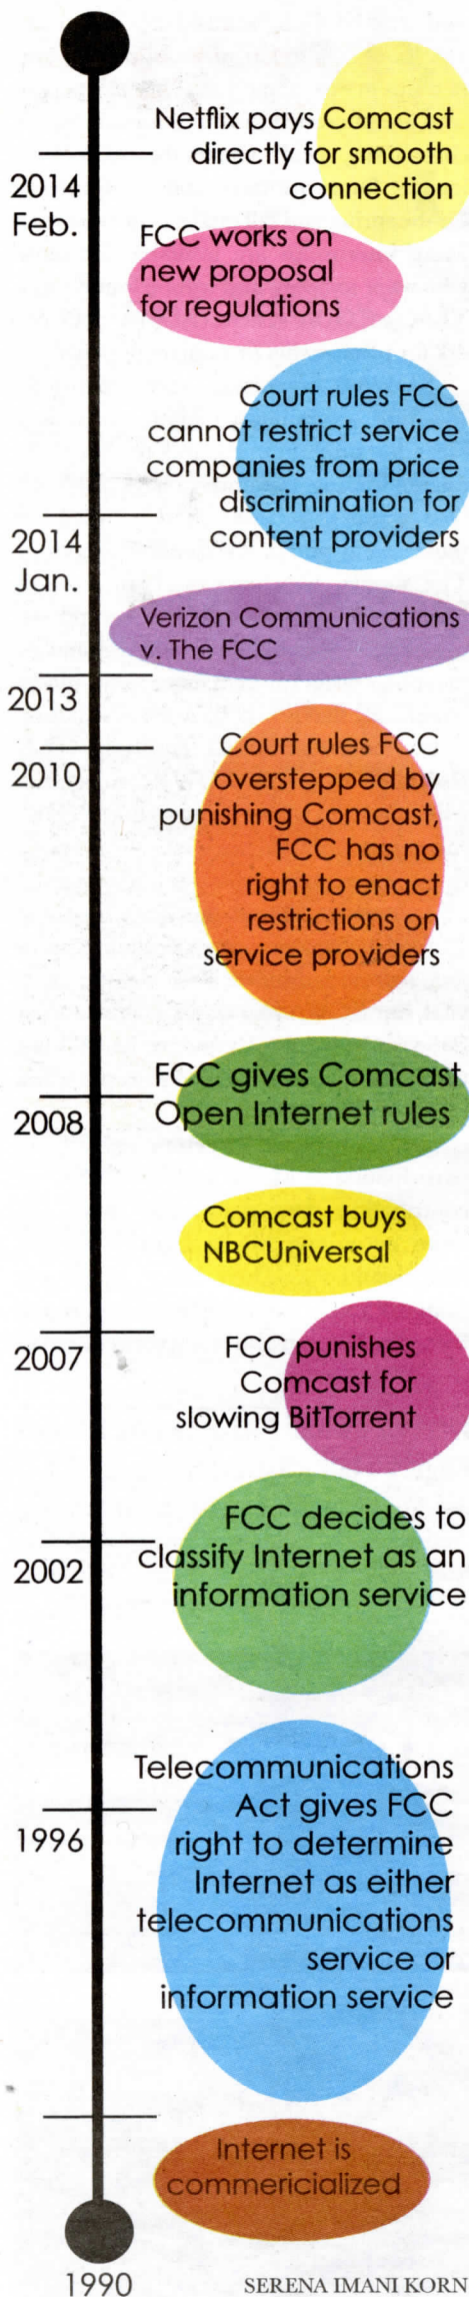 Netflix pays Comcast
directly for smooth
connection
2014
Feb.
FCC works on
new proposal
for regulations
Court rules FCC
cannot restrict service
companies from price
discrimination for
content providers
2014
Jan.
Verizon Communications
v. The FCC
2013
2010
Court rules FCC
overstepped by
punishing Comcast,
FCC has no
right to enact
restrictions on
service providers
FCC gives Comcast
Open Internet rules
2008
Comcast buys
NBCUniversal
2007
FCC punishes
Comcast for
slowing BitTorrent
FCC decides to
classify Internet as an
information service
2002
Telecommunications
Act gives FCC
right to determine
Internet as either
telecommunications
service or
information service
1996
Internet is
commericialized
1990
SERENA IMANI KORN